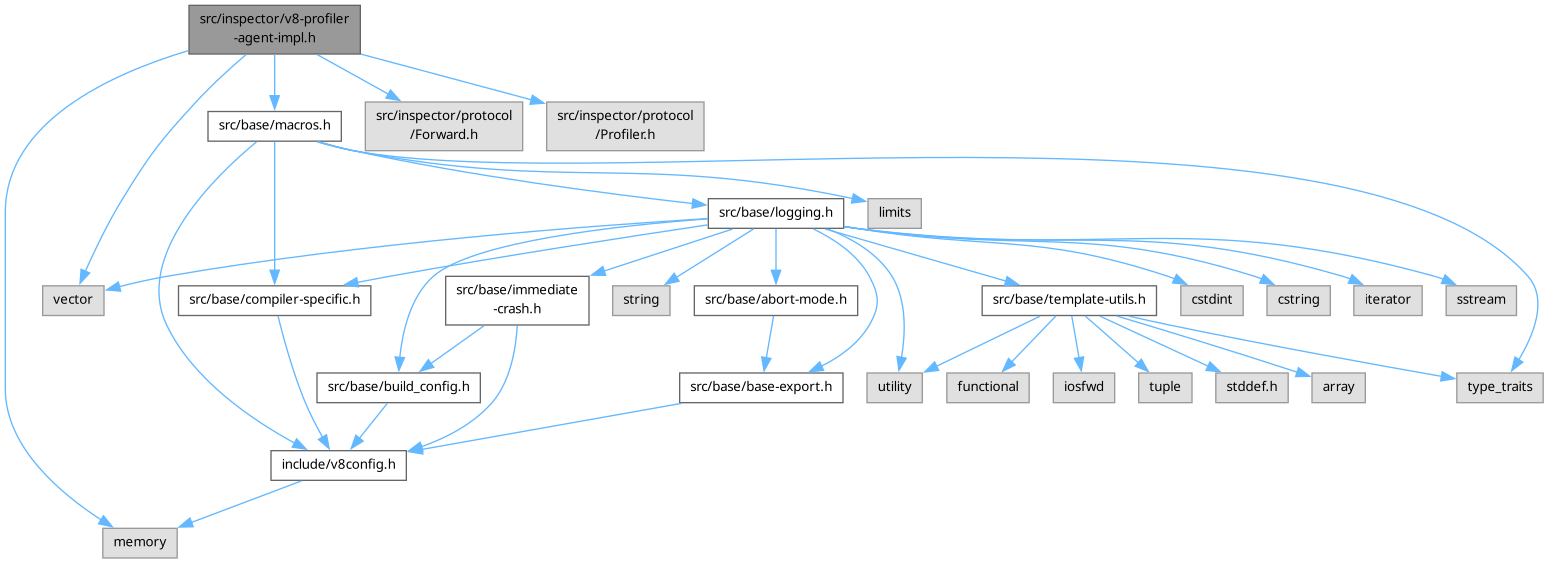 src/inspector/v8-profiler
-agent-impl.h
src/base/macros.h
src/inspector/protocol
/Forward.h
src/inspector/protocol
/Profiler.h
src/base/logging.h
limits
vector
src/base/compiler-specific.h
src/base/immediate
-crash.h
string
src/base/abort-mode.h
src/base/template-utils.h
cstdint
cstring
iterator
sstream
src/base/build_config.h
src/base/base-export.h
utility
functional
iosfwd
tuple
stddef.h
array
type_traits
include/v8config.h
memory